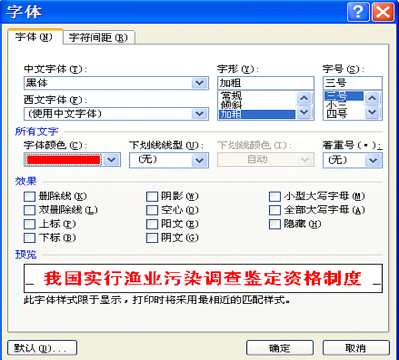 字体
字体(N) 字符间距(R)
中文字体(T): 字形(Y): 字号(S):
黑体 加粗 三号
西文字体(F): 常规 三号
(使用中文字体) 倾斜 小三
加粗 四号
所有文字
字体颜色(C): 下划线线型(U): 下划线颜色(I): 着重号(·):
(无) 自动 (无)
效果
删除线(K) 阴影(W) 小型大写字母(M)
双删除线(L) 空心(O) 全部大写字母(A)
上标(P) 阳文(E) 隐藏(H)
下标(B) 阴文(G)
预览
我国实行渔业污染调查鉴定资格制度
此字体样式限于显示，打印时将采用最相近的匹配样式。
默认(D)... 确定 取消